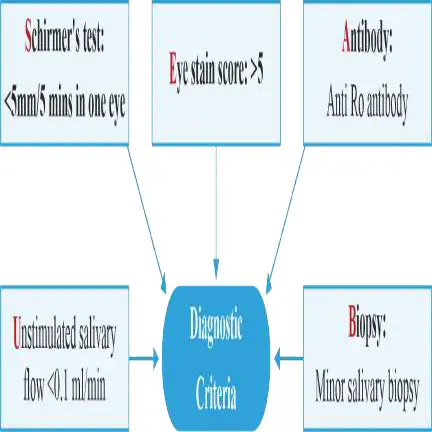 Schirmer's test:
<5mm/5 mins in one eye
Eye stain score: >5
Antibody:
Anti Ro antibody
Unstimulated salivary
flow <0.1 ml/min
Diagnostic
Criteria
Biopsy:
Minor salivary biopsy